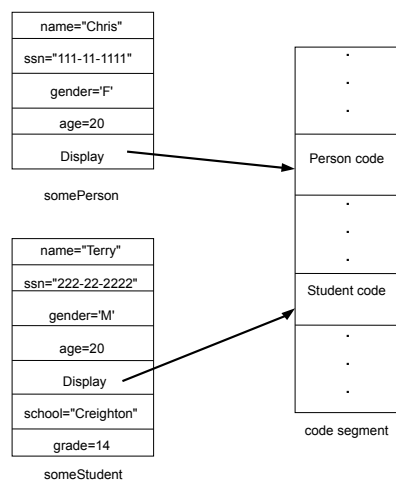 name="Chris"
ssn="111-11-1111"
gender='F'
age=20
Display
somePerson
name="Terry"
ssn="222-22-2222"
gender='M'
age=20
Display
school="Creighton"
grade=14
someStudent
.
.
.
Person code
.
.
.
Student code
.
.
.
code segment